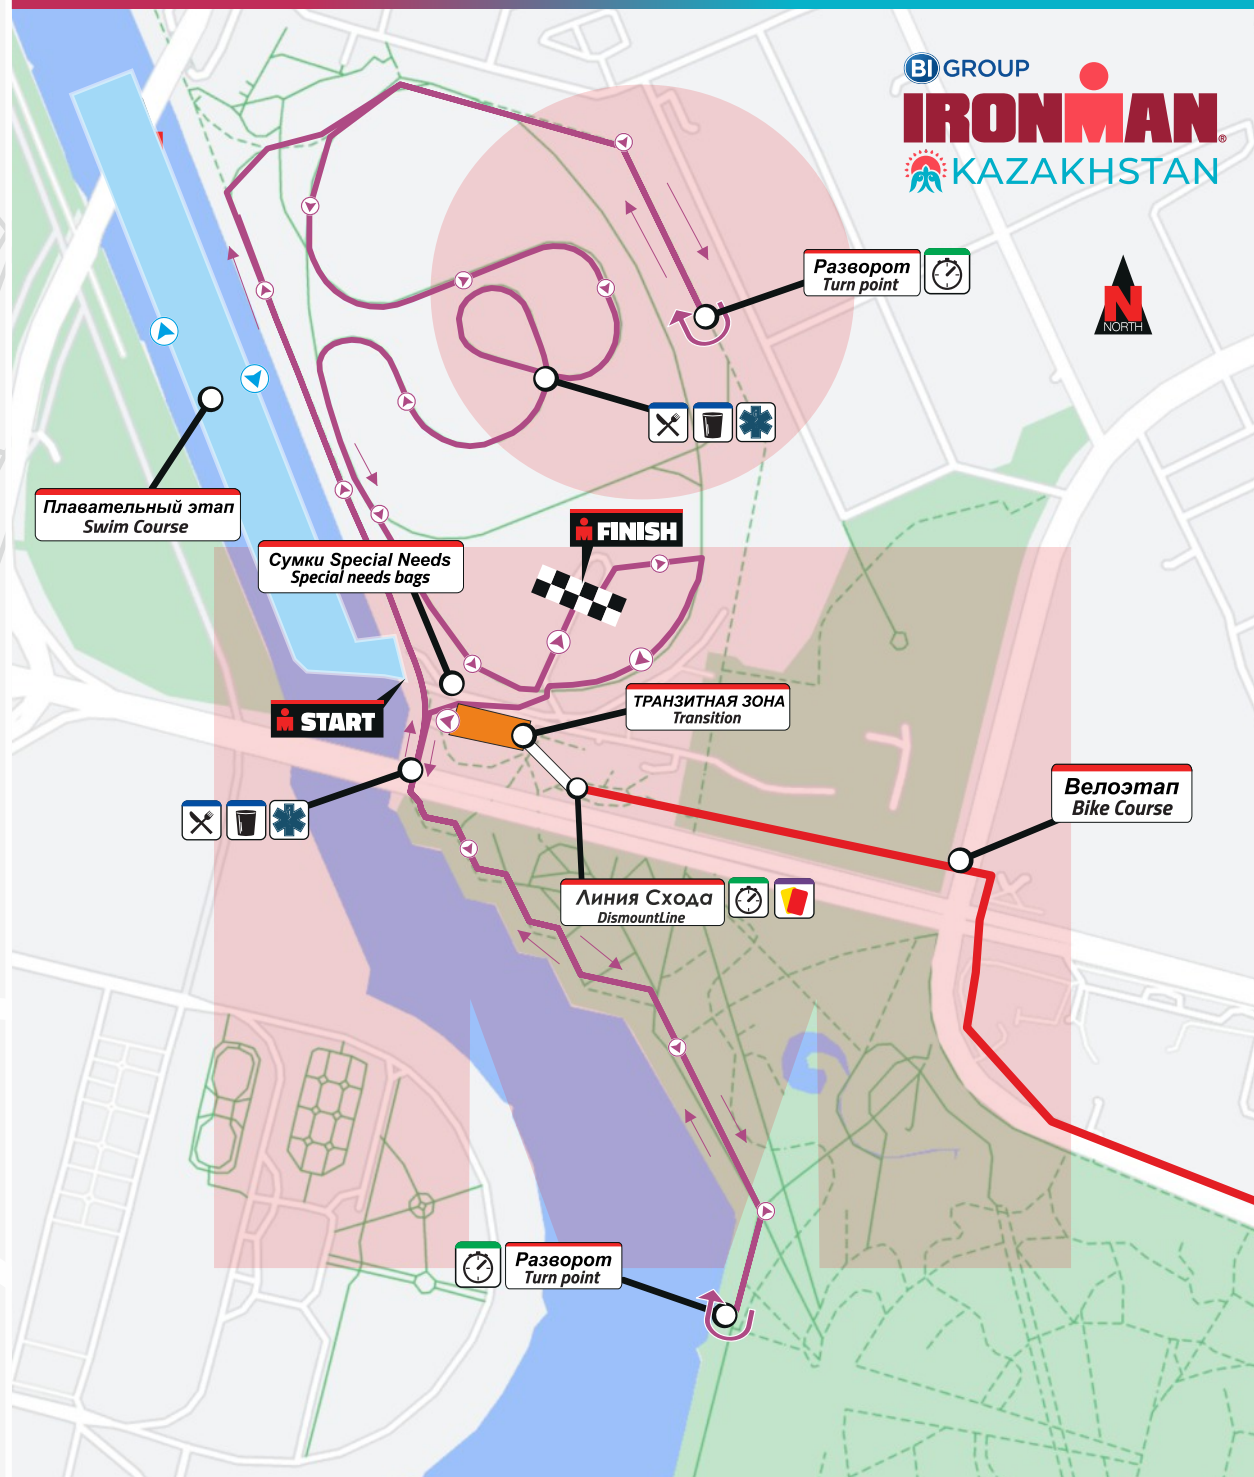 BI GROUP
IRONMAN®
KAZAKHSTAN
N
NORTH
Разворот
Turn point
Плавательный этап
Swim Course
FINISH
Сумки Special Needs
Special needs bags
START
ТРАНЗИТНАЯ ЗОНА
Transition
Велоэтап
Bike Course
Линия Схода
DismountLine
Разворот
Turn point